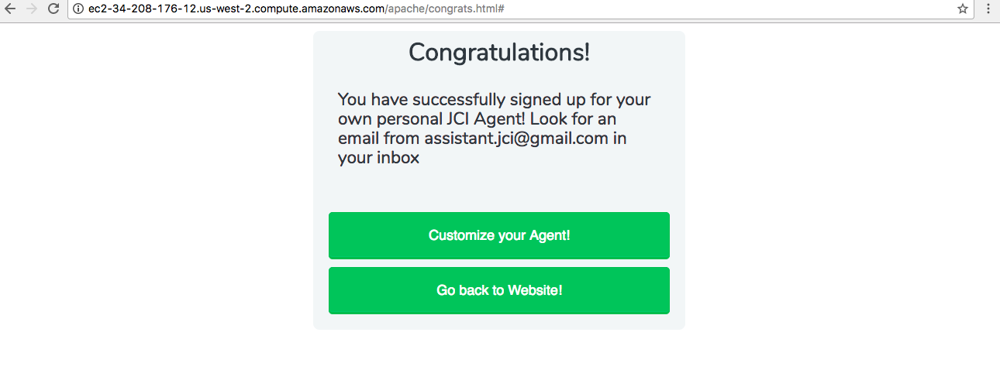 ec2-34-208-176-12.us-west-2.compute.amazonaws.com/apache/congrats.html#
Congratulations!
You have successfully signed up for your
own personal JCI Agent! Look for an
email from assistant.jci@gmail.com in
your inbox
Customize your Agent!
Go back to Website!